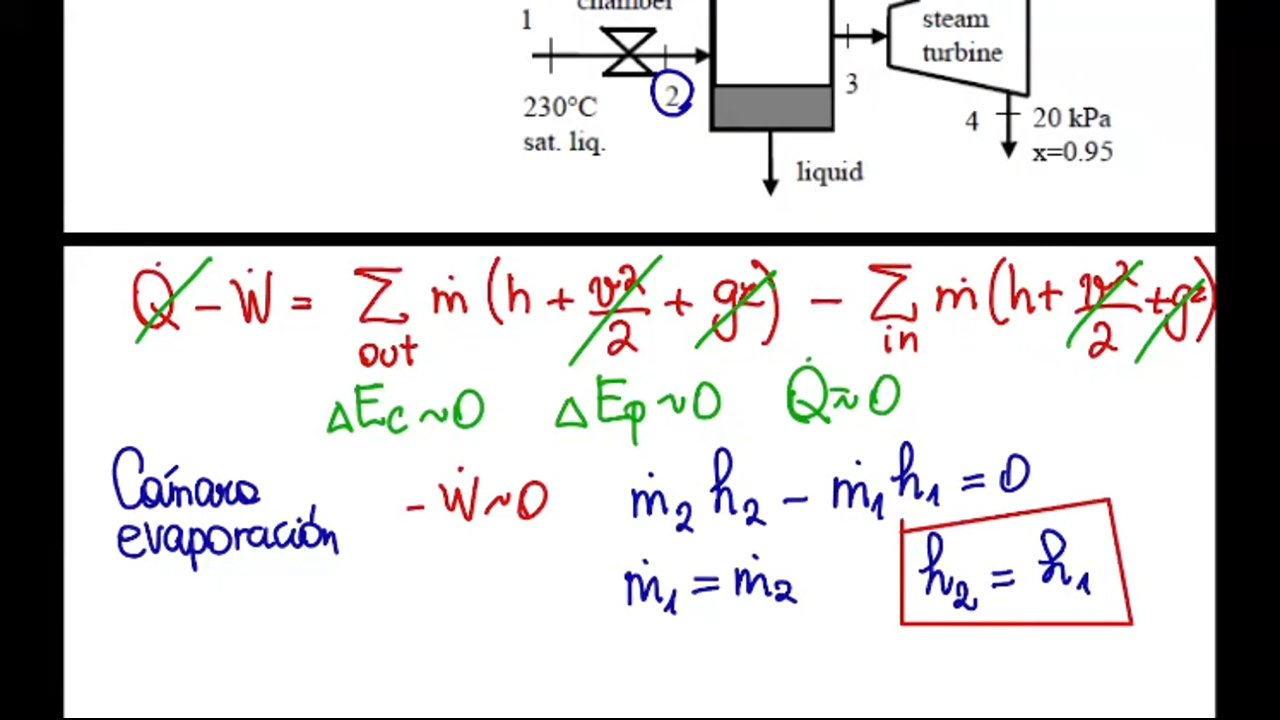 chamber
1
steam
turbine
2
3
230°C
sat. liq.
4
20 kPa
x=0.95
liquid
Q̇ - Ẇ = Σ ṁ (h + v²/2 + gz) - Σ ṁ (h + v²/2 + gz)
out in
ΔEc ~ 0 ΔEp ~ 0 Q̇ ≈ 0
Cámara - Ẇ ~ 0 ṁ₂ h₂ - ṁ₁ h₁ = 0
evaporación
ṁ₁ = ṁ₂ h₂ = h₁